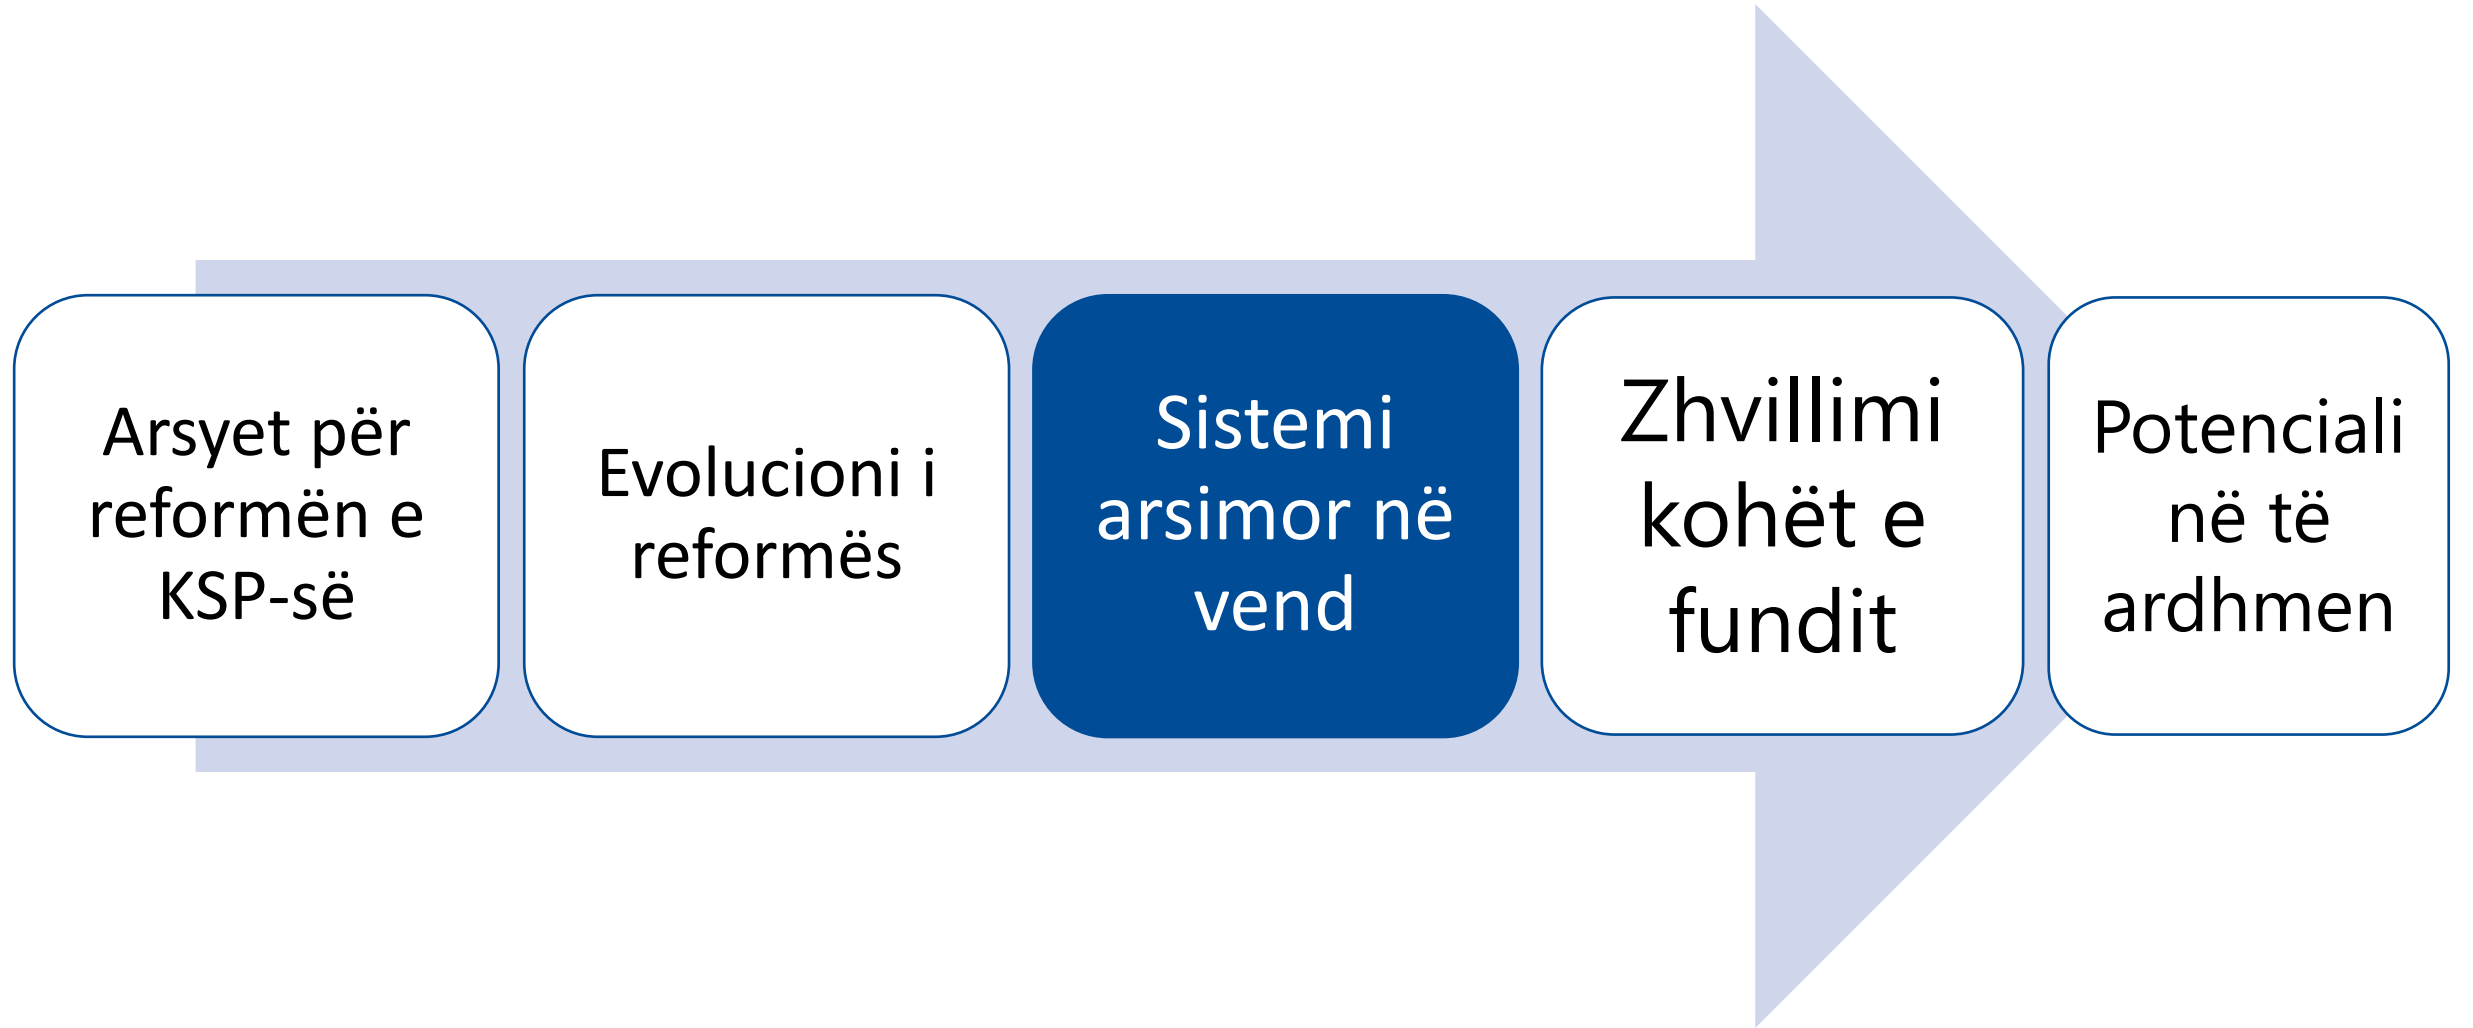 Arsyet për
reformën e
KSP-së
Evolucioni i
reformës
Sistemi
arsimor në
vend
Zhvillimi
kohët e
fundit
Potenciali
në të
ardhmen